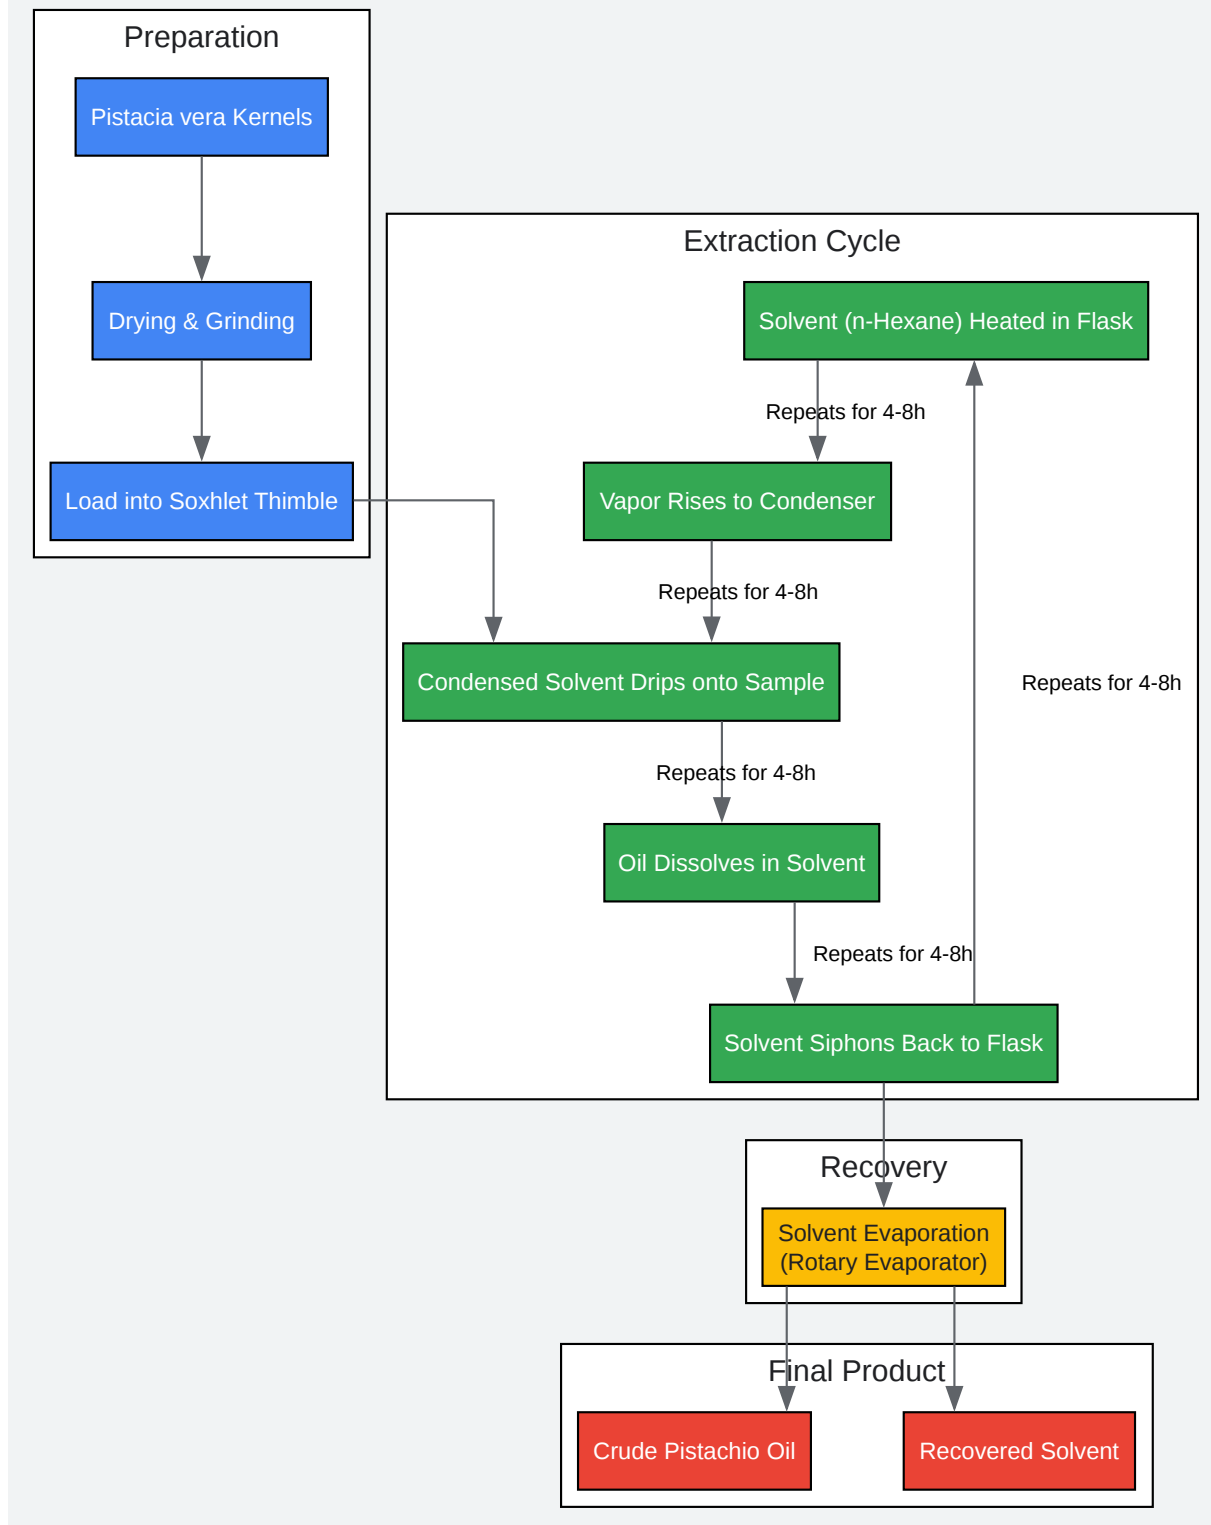 Preparation
Pistacia vera Kernels
Drying & Grinding
Load into Soxhlet Thimble
Extraction Cycle
Solvent (n-Hexane) Heated in Flask
Repeats for 4-8h
Vapor Rises to Condenser
Repeats for 4-8h
Condensed Solvent Drips onto Sample
Repeats for 4-8h
Repeats for 4-8h
Oil Dissolves in Solvent
Repeats for 4-8h
Solvent Siphons Back to Flask
Recovery
Solvent Evaporation
(Rotary Evaporator)
Final Product
Crude Pistachio Oil
Recovered Solvent